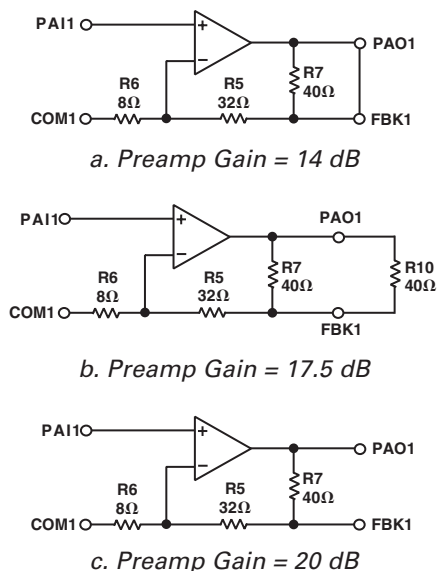 PAI1
+
−
PAO1
R6
8Ω
R5
32Ω
R7
40Ω
COM1
FBK1
a. Preamp Gain = 14 dB
PAI1
+
−
PAO1
R6
8Ω
R5
32Ω
R7
40Ω
R10
40Ω
COM1
FBK1
b. Preamp Gain = 17.5 dB
PAI1
+
−
PAO1
R6
8Ω
R5
32Ω
R7
40Ω
COM1
FBK1
c. Preamp Gain = 20 dB